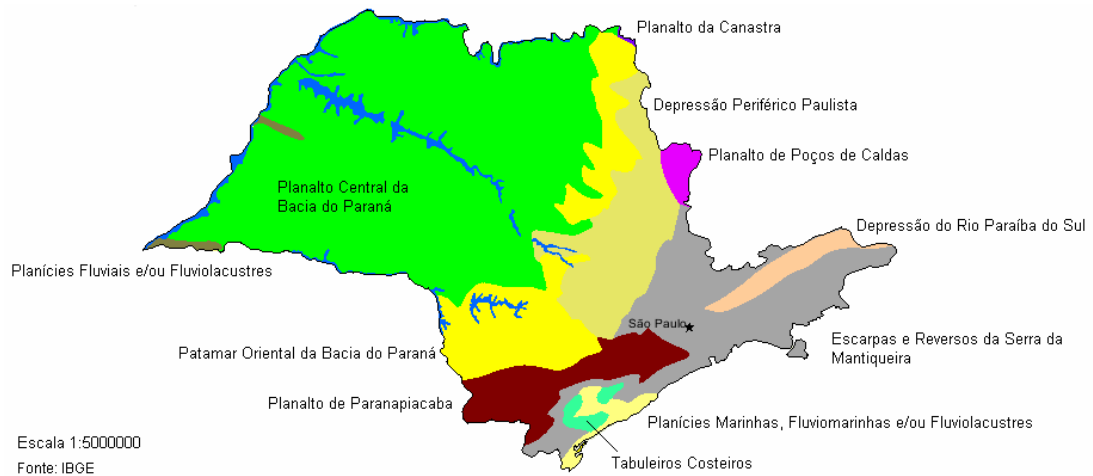 Planalto da Canastra
Depressão Periférico Paulista
Planalto de Poços de Caldas
Planalto Central da
Bacia do Paraná
Depressão do Rio Paraíba do Sul
Planícies Fluviais e/ou Fluviolacustres
São Paulo
Escarpas e Reversos da Serra da
Mantiqueira
Patamar Oriental da Bacia do Paraná
Planalto de Paranapiacaba
Planícies Marinhas, Fluviomarinhas e/ou Fluviolacustres
Tabuleiros Costeiros
Escala 1:5000000
Fonte: IBGE